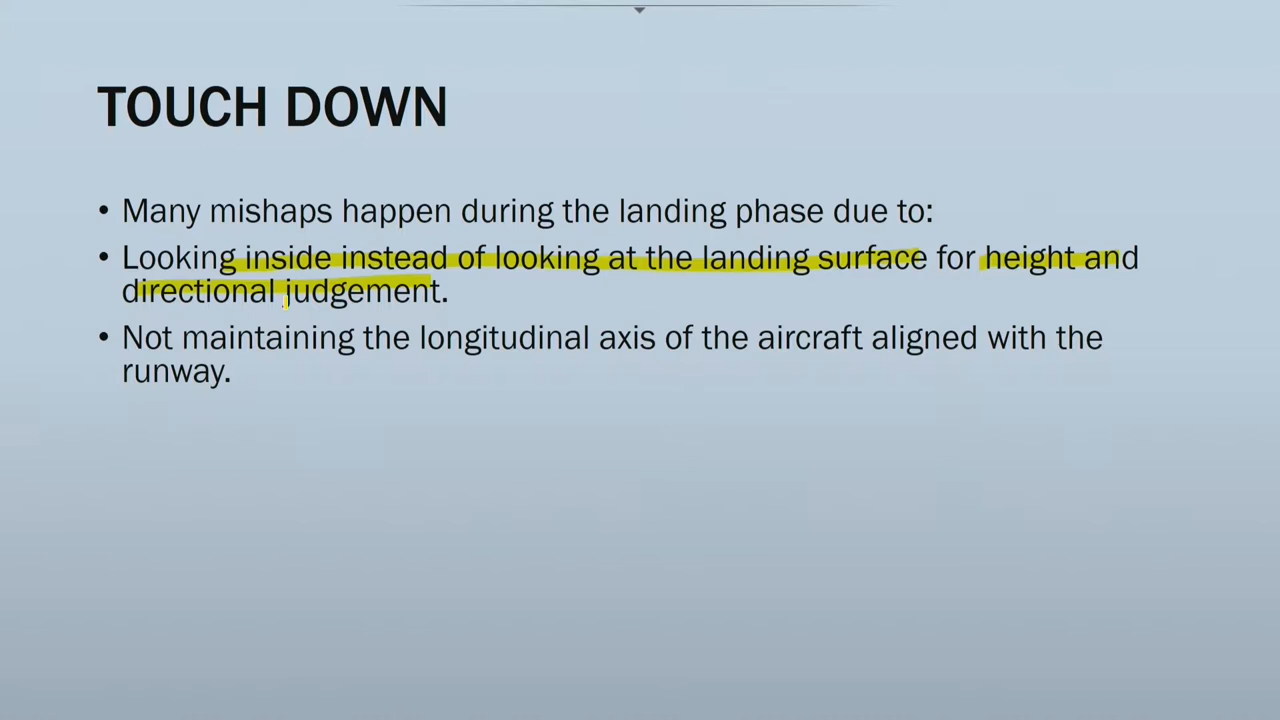 TOUCH DOWN
• Many mishaps happen during the landing phase due to:
• Looking inside instead of looking at the landing surface for height and
directional judgement.
• Not maintaining the longitudinal axis of the aircraft aligned with the
runway.